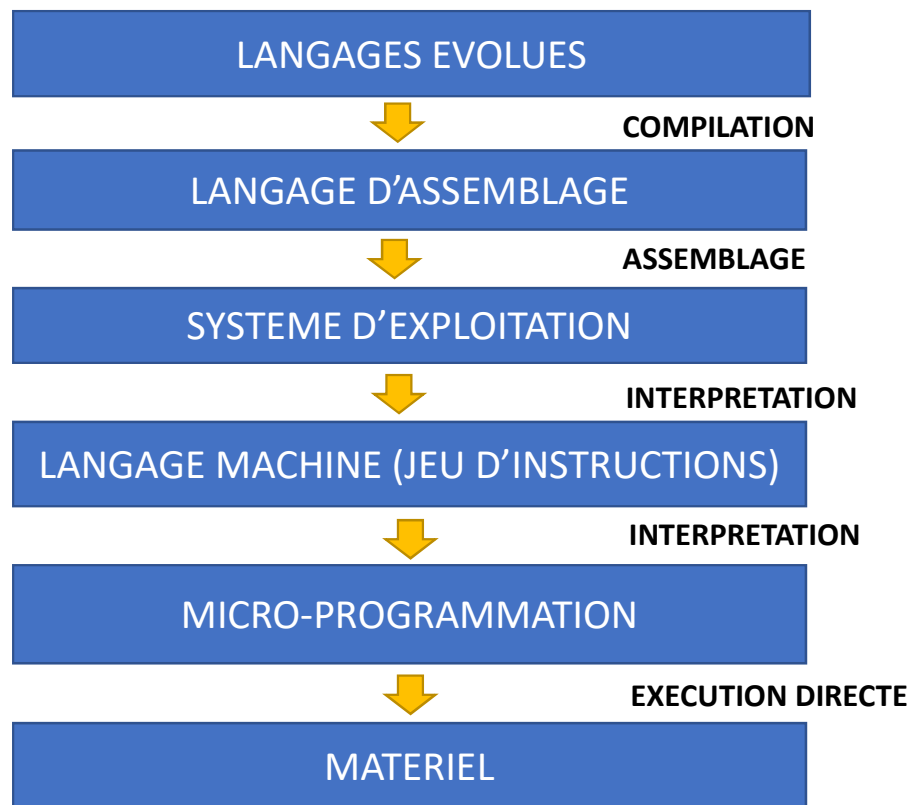 LANGAGES EVOLUES
COMPILATION
LANGAGE D’ASSEMBLAGE
ASSEMBLAGE
SYSTEME D’EXPLOITATION
INTERPRETATION
LANGAGE MACHINE (JEU D’INSTRUCTIONS)
INTERPRETATION
MICRO-PROGRAMMATION
EXECUTION DIRECTE
MATERIEL